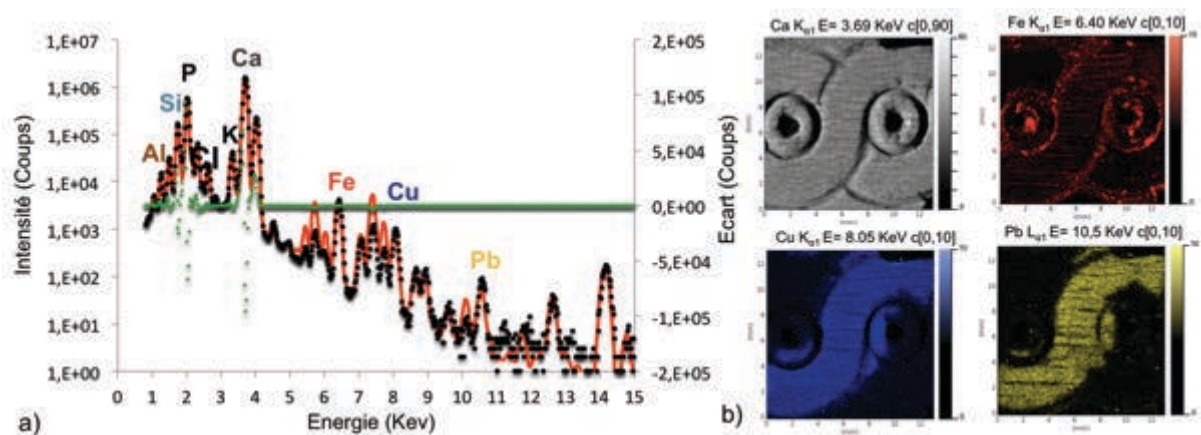 a)
1,E+07
1,E+06
1,E+05
1,E+04
1,E+03
1,E+02
1,E+01
1,E+00
Intensité (Coups)
Al
Si
P
Cl
K
Ca
Fe
Cu
Pb
2,E+05
1,E+05
5,E+04
0,E+00
-5,E+04
-1,E+05
-2,E+05
Ecart (Coups)
0 1 2 3 4 5 6 7 8 9 10 11 12 13 14 15
Energie (Kev)
b)
Ca Kα1 E= 3.69 KeV c[0,90]
Fe Kα1 E= 6.40 KeV c[0,10]
Cu Kα1 E= 8.05 KeV c[0,10]
Pb Lα1 E= 10,5 KeV c[0,10]